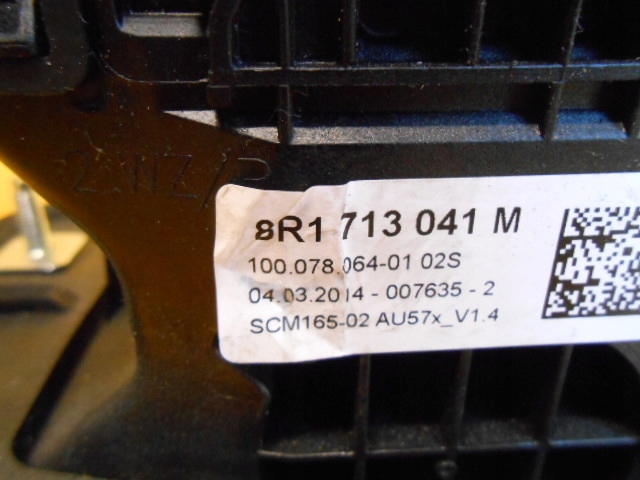 8R1 713 041 M
100.078.064-01 02S
04.03.2014 - 007635 - 2
SCM165-02 AU57x_V1.4